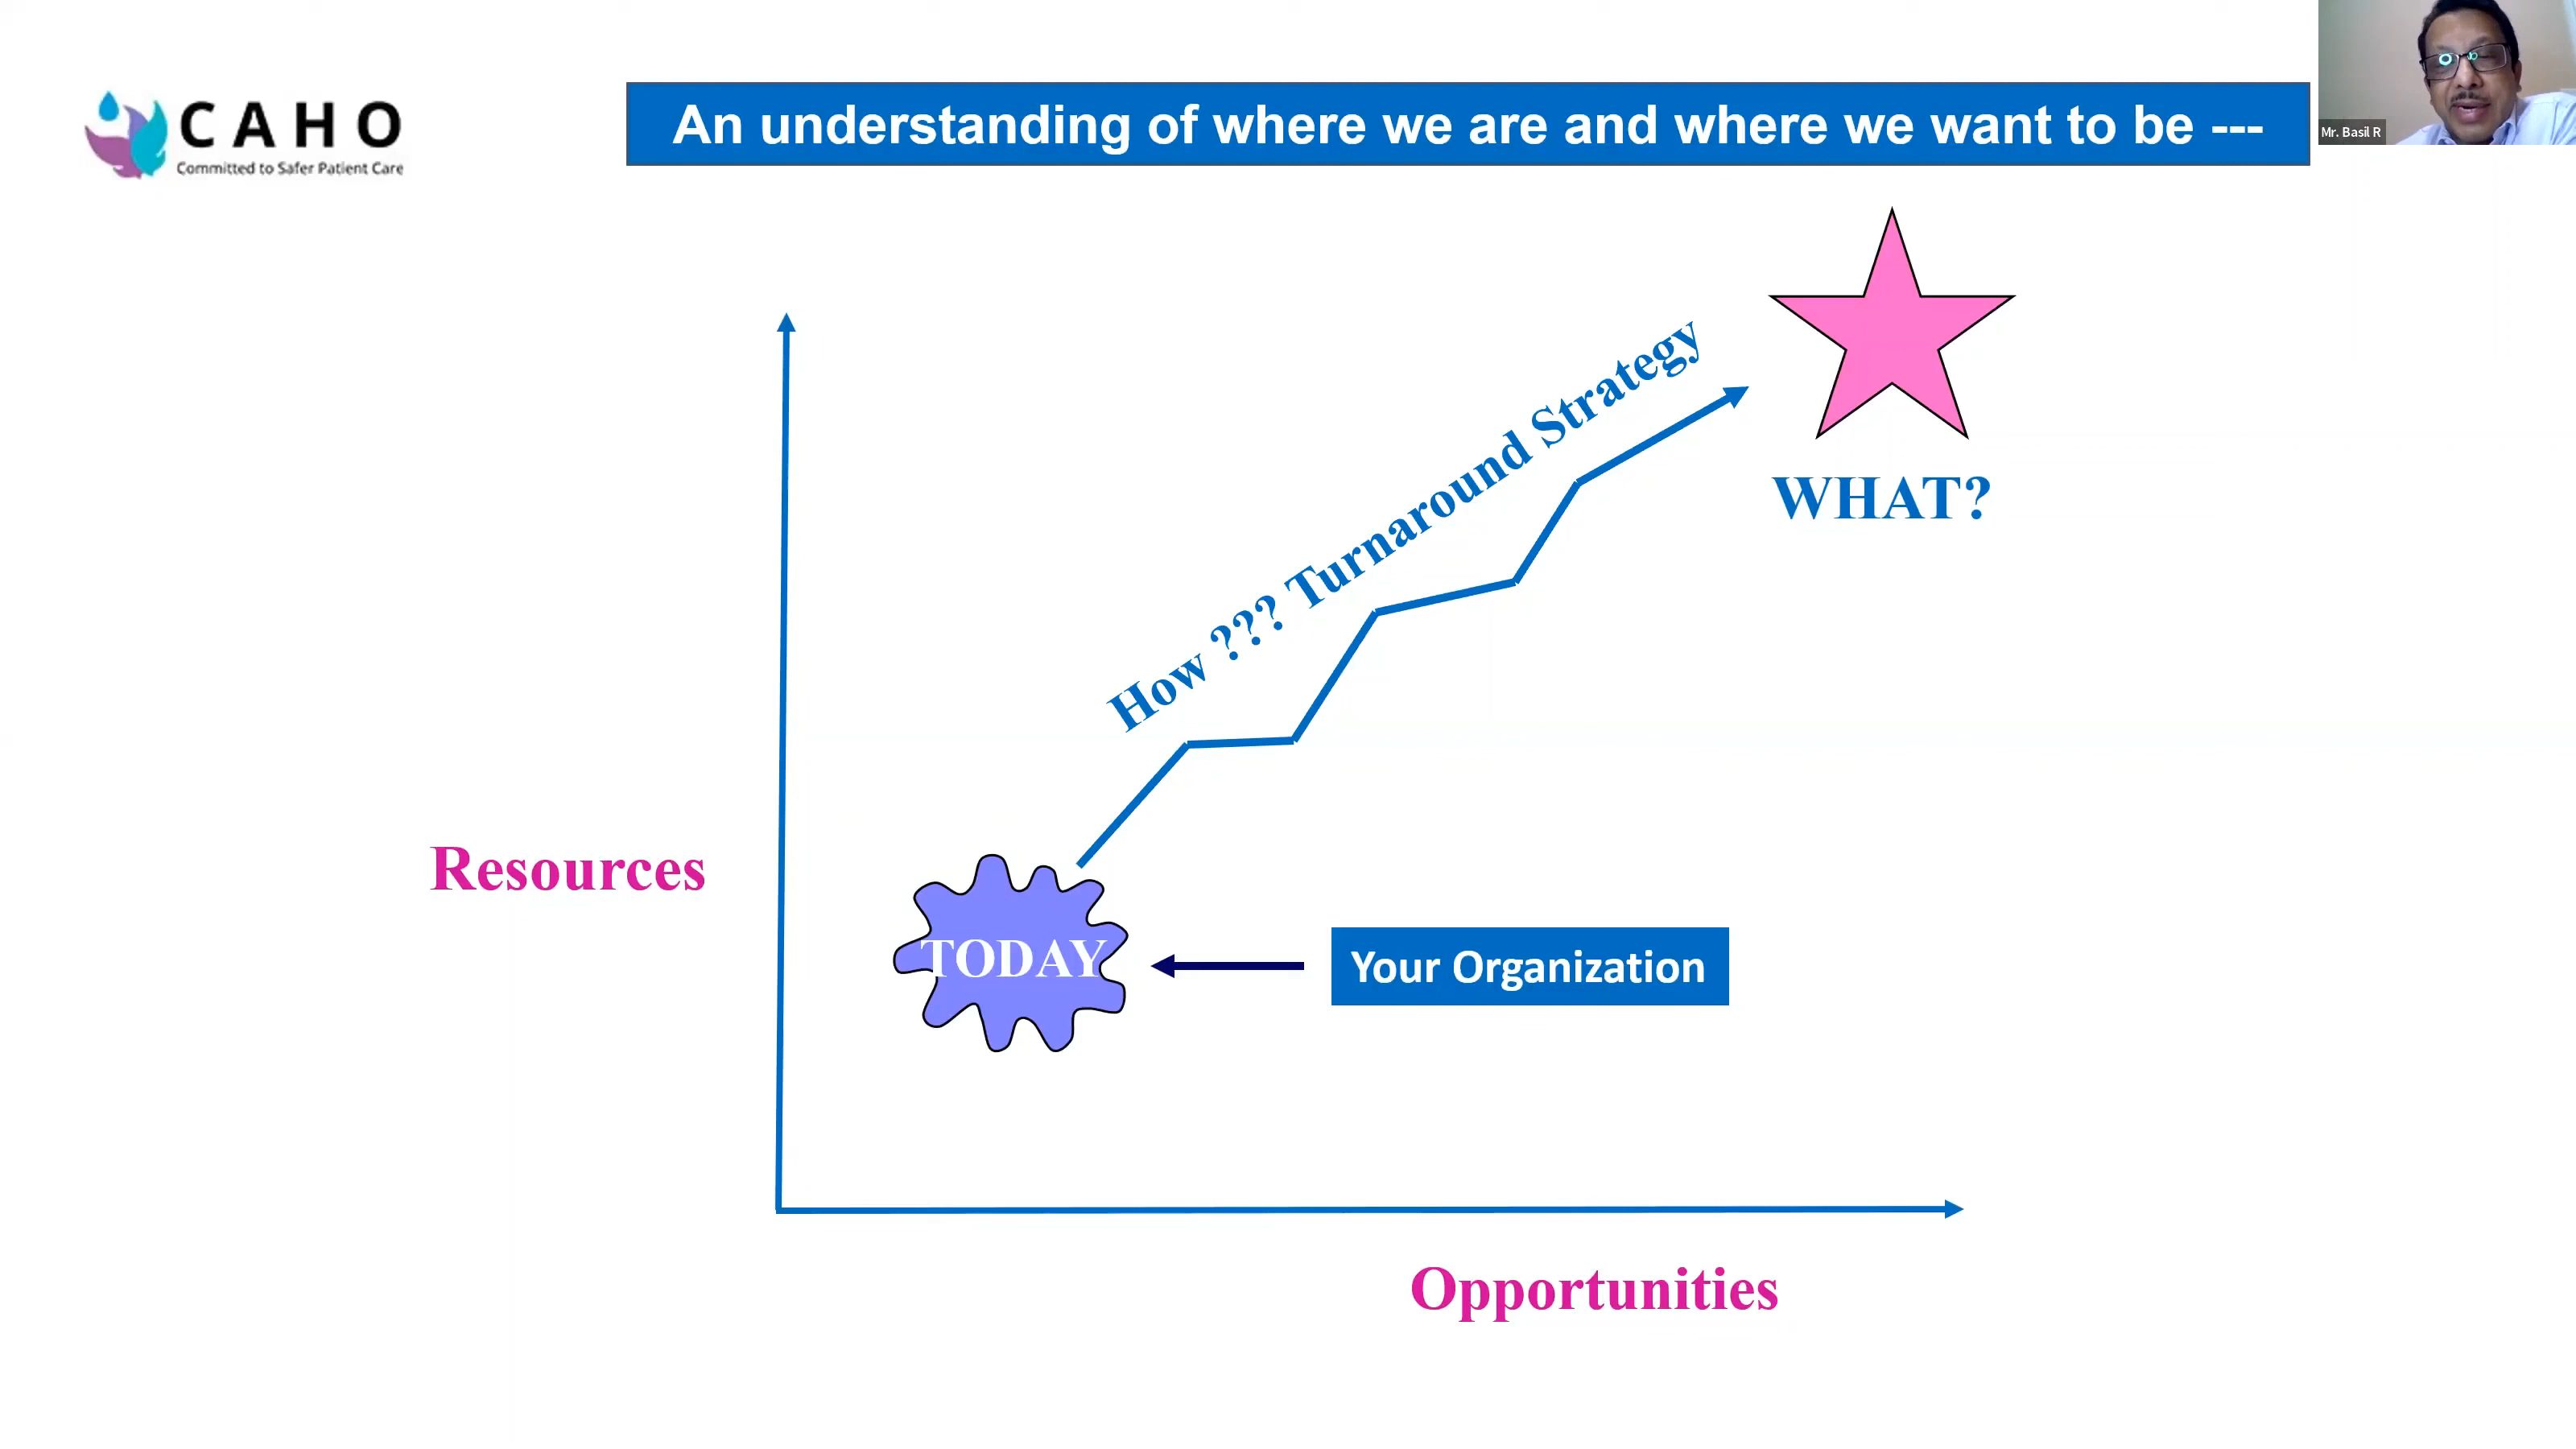 CAHO
Committed to Safer Patient Care
An understanding of where we are and where we want to be ---
Mr. Basil R
How ??? Turnaround Strategy
WHAT?
Resources
TODAY
Your Organization
Opportunities